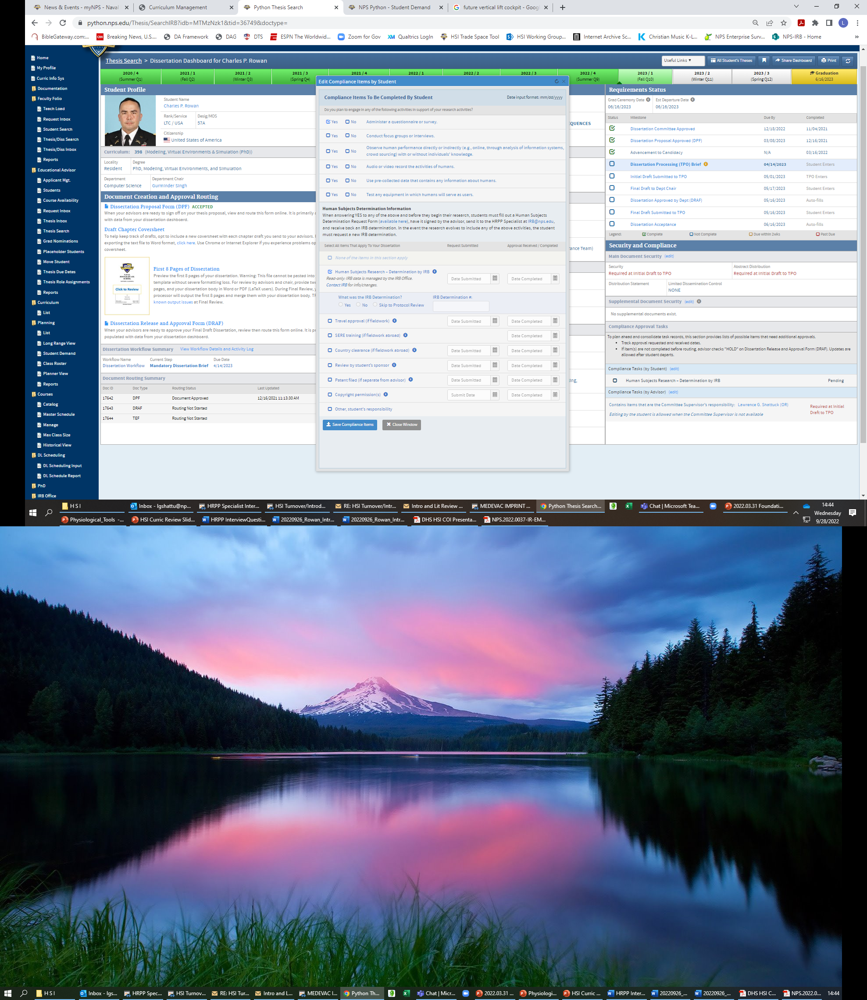 News & Events - myNPS - Naval
Curriculum Management
Python Thesis Search
NPS Python - Student Demand
future vertical lift cockpit - Goog
python.nps.edu/Thesis/SearchIRB?idb=MTMzNzk1&tid=36749&doctype=
L
BibleGateway.com:...
CNN
Breaking News, U.S....
DA Framework
DAG
DTS
ESPN The Worldwid...
Zoom for Gov
XM
Qualtrics LogIn
HSI Trade Space Tool
HSI Working Group...
Internet Archive Sc...
Christian Music K-L...
NPS Enterprise Surv...
NPS-IRB - Home
»
Home
My Profile
Curric Info Sys
Documentation
Faculty Folio
Teach Load
Request Inbox
Student Search
Thesis/Diss Search
Thesis/Diss Inbox
Reports
Educational Advisor
Applicant Mgt.
Students
Course Availability
Request Inbox
Thesis Inbox
Thesis Search
Grad Nominations
Placeholder Students
Move Student
Thesis Due Dates
Thesis Role Assignments
Reports
Curriculum
List
Planning
List
Long Range View
Student Demand
Class Roster
Planner View
Reports
Courses
Catalog
Master Schedule
Manage
Max Class Size
Historical View
DL Scheduling
DL Scheduling Input
DL Schedule Report
PhD
IRB Office
Thesis Search > Dissertation Dashboard for Charles P. Rowan
Useful Links
All Student's Theses
Share Dashboard
Print
2020 / 4
(Summer Q1)
2021 / 1
(Fall Q2)
2021 / 2
(Winter Q3)
2021 / 3
(Spring Q4)
2021 / 4
2022 / 1
2022 / 2
2022 / 3
2022 / 4
(Summer Q9)
2023 / 1
(Fall Q10)
2023 / 2
(Winter Q11)
2023 / 3
(Spring Q12)
Graduation
6/16/2023
Student Profile
Student Name
Charles P. Rowan
Rank/Service
LTC / USA
Desig/MOS
57A
Citizenship
United States of America
Curriculum: 398 (Modeling, Virtual Environments & Simulation (PhD))
Locality
Resident
Degree
PhD, Modeling, Virtual Environments, and Simulation
Department
Computer Science
Department Chair
Gurminder Singh
Document Creation and Approval Routing
Dissertation Proposal Form (DPF) ACCEPTED
When your advisors are ready to sign off on your thesis proposal, view and route this form online. It is primarily
with data from your dissertation dashboard.
Draft Chapter Coversheet
To help keep track of drafts, opt to include a new coversheet with each chapter draft you send to your advisors.
exporting the text file to Word format, click here. Use Chrome or Internet Explorer if you experience problems
coversheet.
NAVAL
POSTGRADUATE
SCHOOL
Click to Review
First 8 Pages of Dissertation
Preview the first 8 pages of your dissertation. Warning: This file cannot be pasted into
template without severe formatting loss. For review by advisors and chair, provide
pages, and your dissertation body in Word or PDF (LaTeX users). During Final Review,
processor will output the first 8 pages and merge them with your dissertation body.
known output issues at Final Review.
Dissertation Release and Approval Form (DRAF)
When your advisors are ready to approve your Final Draft Dissertation, review then route this form online. It is
populated with data from your dissertation dashboard.
Dissertation Workflow Summary View Workflow Details and Activity Log
Workflow Name
Dissertation Workflow
Current Step
Mandatory Dissertation Brief
Due Date
4/14/2023
Document Routing Summary
Doc ID Doc Type Routing Status Last Updated
17642 DPF Document Approved 12/16/2021 11:13:30 AM
17643 DRAF Routing Not Started
17644 TEF Routing Not Started
Edit Compliance Items by Student
Compliance Items To Be Completed By Student
Date input format: mm/dd/yyyy
Do you plan to engage in any of the following activities in support of your research activities?
Yes No Administer a questionnaire or survey.
Yes No Conduct focus groups or interviews.
Yes No Observe human performance directly or indirectly (e.g., online, through analysis of information systems,
crowd sourcing) with or without individuals' knowledge.
Yes No Audio or video record the activities of humans.
Yes No Use pre-collected data that contains any information about humans.
Yes No Test any equipment in which humans will serve as users.
Human Subjects Determination Information
When answering YES to any of the above and before they begin their research, students must fill out a Human Subjects
Determination Request Form (available here), have it signed by the advisor, send it to the HRPP Specialist at IRB@nps.edu,
and receive back an IRB determination. In the event the research evolves to include any of the above activities, the student
must request a new IRB determination.
Select All Items That Apply To Your Dissertation Request Submitted Approval Received / Completed
None of the items in this section apply
Human Subjects Research – Determination by IRB
Read-only: IRB data is managed by the IRB Office.
Contact IRB for info/changes.
Date Submitted Date Completed
What was the IRB Determination? IRB Determination #:
Yes No Skip to Protocol Review
Travel approval (if fieldwork) Date Submitted Date Completed
SERE training (if fieldwork abroad) Date Completed
Country clearance (if fieldwork abroad) Date Submitted Date Completed
Review by student's sponsor Date Submitted Date Completed
Patent filed (if separate from advisor) Date Submitted Date Completed
Copyright permission(s) Submit Date Date Completed
Other, student's responsibility
Save Compliance Items Close Window
EQUENCES
rance Team)
ing,
Requirements Status
Grad Ceremony Date
06/16/2023
Est Departure Date
06/16/2023
Status Milestone Due By Completed
Dissertation Committee Approved 12/18/2022 11/04/2021
Dissertation Proposal Approved (DPF) 03/08/2023 12/16/2021
Advancement to Candidacy N/A 03/16/2022
Dissertation Processing (TPO) Brief 04/14/2023 Student Enters
Initial Draft Submitted to TPO 05/01/2023 TPO Enters
Final Draft to Dept Chair 05/17/2023 Student Enters
Dissertation Approved by Dept (DRAF) 05/16/2023 Auto-fills
Final Draft Submitted to TPO 05/16/2023 Student Enters
Dissertation Acceptance 06/16/2023 Auto-fills
Legend: Complete Not Complete Due within 2wks Past Due
Security and Compliance
Main Document Security (edit)
Security
Required at Initial Draft to TPO
Abstract Distribution
Required at Initial Draft to TPO
Distribution Statement
Limited Dissemination Control
NONE
Supplemental Document Security (edit)
No supplemental documents exist.
Compliance Approval Tasks
To plan ahead and consolidate task records, this section provides lists of possible items that need additional approvals.
• Track approval requested and received dates.
• If item(s) are not completed before routing, advisor checks "HOLD" on Dissertation Release and Approval Form (DRAF). Updates are
allowed after student departs.
Compliance Tasks (by Student) (edit)
Human Subjects Research – Determination by IRB Pending
Compliance Tasks (by Advisor) (edit)
Contains items that are the Committee Supervisor's responsibility: Lawrence G. Shattuck (OR)
Editing by the student is allowed when the Committee Supervisor is not available
Required at Initial
Draft to TPO
H S I
Inbox - lgshattu@np...
HRPP Specialist Inter...
HSI Turnover/Introd...
RE: HSI Turnover/Intr...
Intro and Lit Review ...
MEDEVAC IMPRINT ...
Python Thesis Search...
Chat | Microsoft Tea...
2022.03.31 Foundati...
14:44
Wednesday
9/28/2022
Physiological_Tools -...
HSI Curric Review Slid...
HRPP InterviewQuesti...
20220926_Rowan_Intr...
20220926_Rowan_Intr...
DHS HSI COI Presenta...
NPS.2022.0037-IR-EM...
H S I
Inbox - lgs...
HRPP Spec...
HSI Turnov...
RE: HSI Tur...
Intro and L...
MEDEVAC I...
Python Th...
Chat | Micr...
2022.03.31 ...
Physiologi...
HSI Curric ...
HRPP Inter...
20220926_...
20220926_...
DHS HSI C...
NPS.2022.0...
14:44